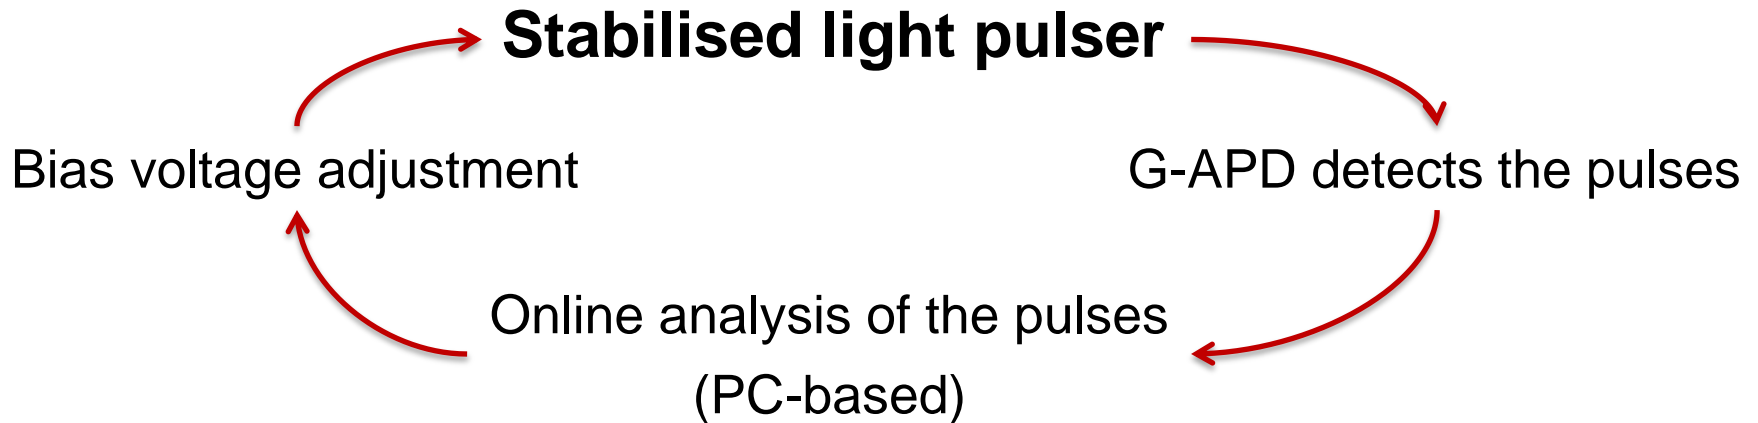 Stabilised light pulser
Bias voltage adjustment
G-APD detects the pulses
Online analysis of the pulses
(PC-based)